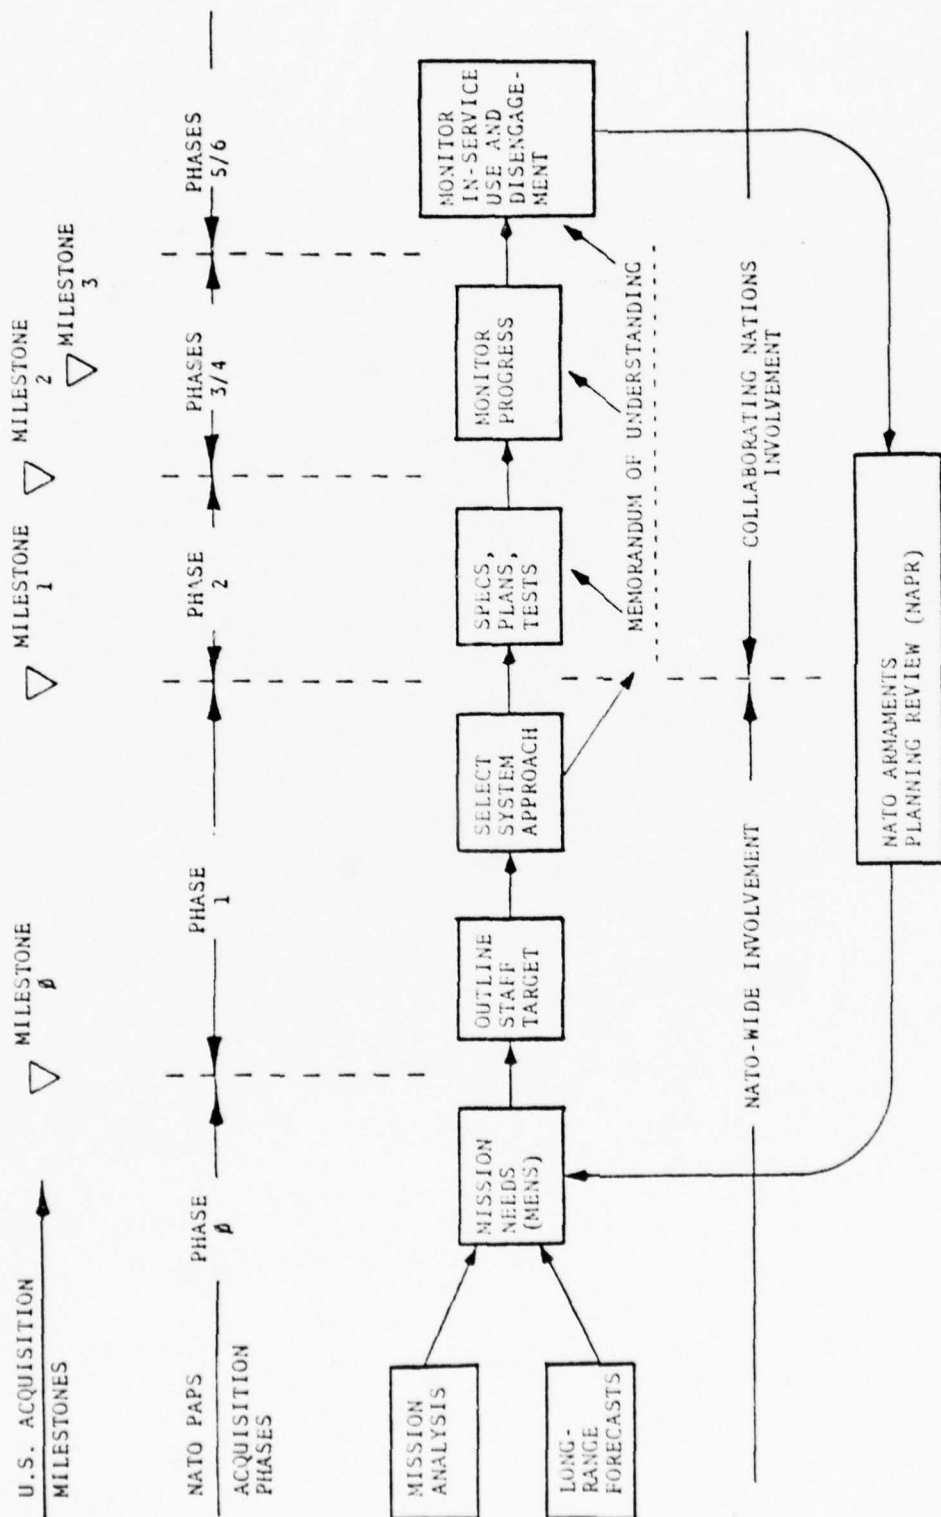 U.S. ACQUISITION
MILESTONES
MILESTONE
∅
MILESTONE
1
MILESTONE
2
MILESTONE
3
NATO PAPS
ACQUISITION
PHASES
PHASE
∅
PHASE
1
PHASE
2
PHASES
3/4
PHASES
5/6
MISSION
ANALYSIS
LONG-
RANGE
FORECASTS
MISSION
NEEDS
(MENS)
OUTLINE
STAFF
TARGET
SELECT
SYSTEM
APPROACH
SPECS,
PLANS,
TESTS
MONITOR
PROGRESS
MONITOR
IN-SERVICE
USE AND
DISENGAGE-
MENT
MEMORANDUM OF UNDERSTANDING
NATO-WIDE INVOLVEMENT
COLLABORATING NATIONS
INVOLVEMENT
NATO ARMAMENTS
PLANNING REVIEW (NAPR)